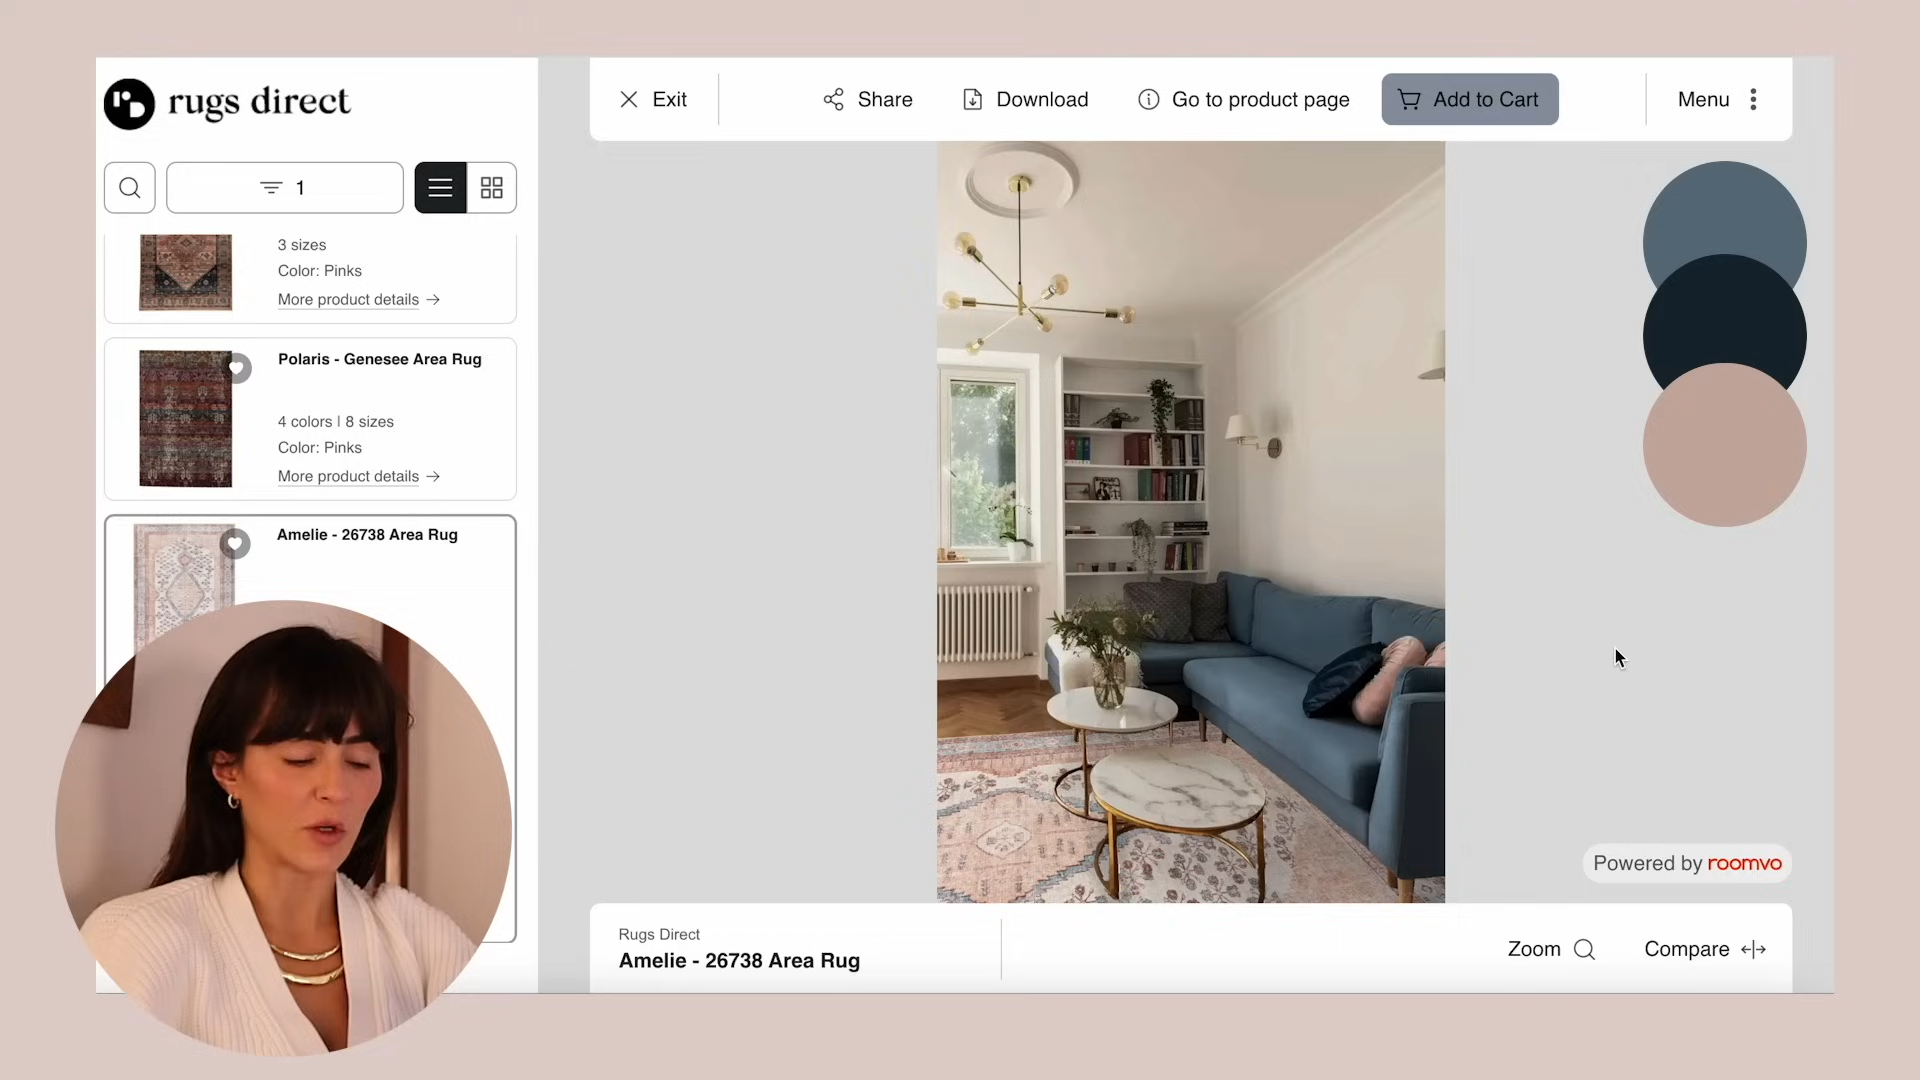 rugs direct
1
3 sizes
Color: Pinks
More product details →
Polaris - Genesee Area Rug
4 colors | 8 sizes
Color: Pinks
More product details →
Amelie - 26738 Area Rug
Exit
Share
Download
Go to product page
Add to Cart
Menu
Powered by roomvo
Rugs Direct
Amelie - 26738 Area Rug
Zoom
Compare